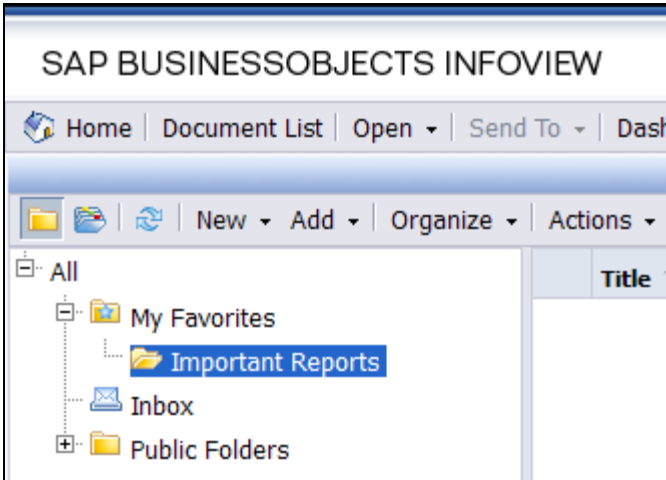 SAP BUSINESSOBJECTS INFOVIEW
Home Document List Open Send To
New Add Organize Actions
All Title
My Favorites
Important Reports
Inbox
Public Folders